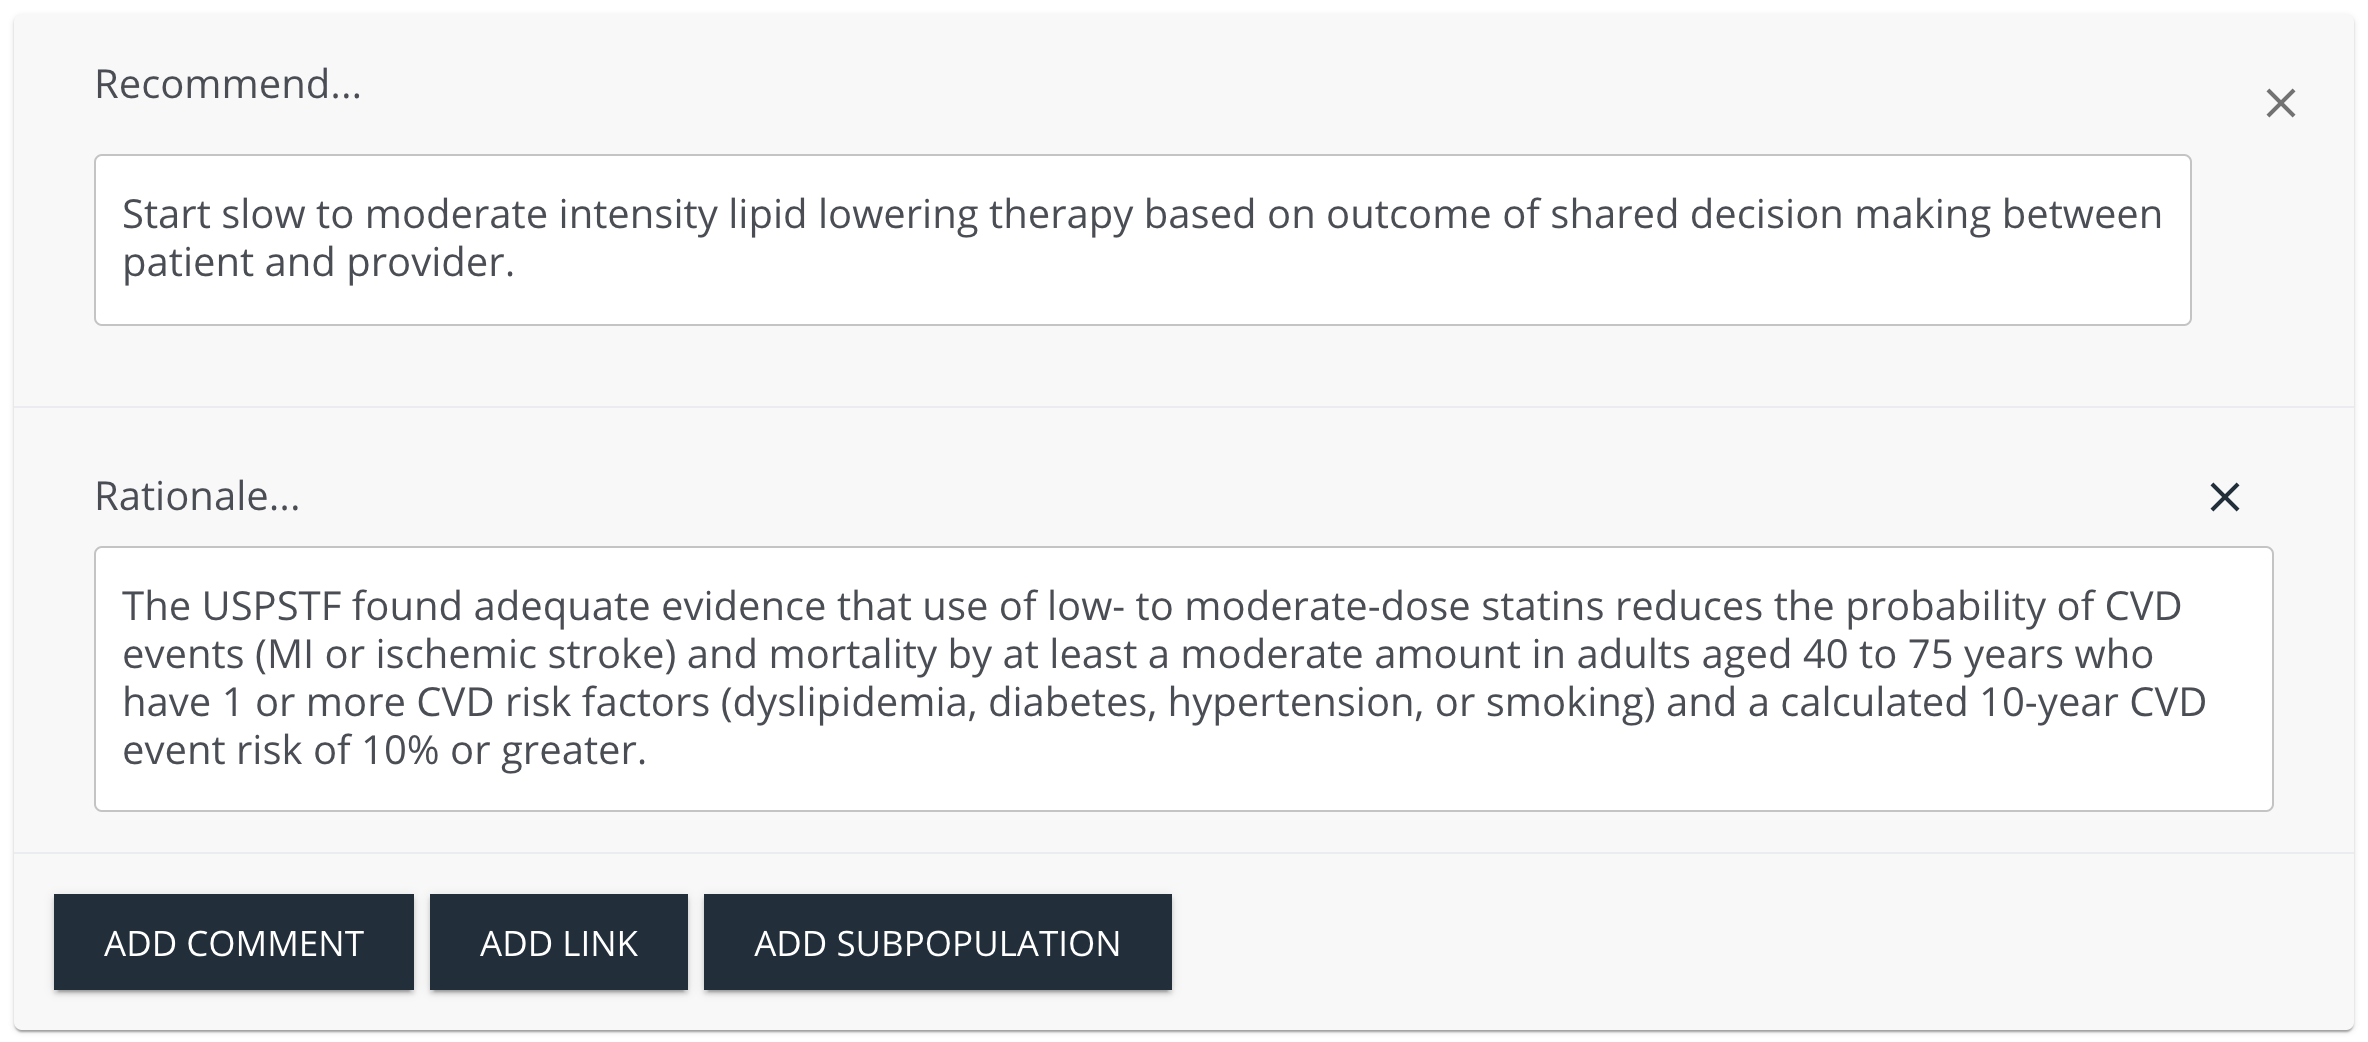 Recommend...
Start slow to moderate intensity lipid lowering therapy based on outcome of shared decision making between
patient and provider.
Rationale...
The USPSTF found adequate evidence that use of low- to moderate-dose statins reduces the probability of CVD
events (MI or ischemic stroke) and mortality by at least a moderate amount in adults aged 40 to 75 years who
have 1 or more CVD risk factors (dyslipidemia, diabetes, hypertension, or smoking) and a calculated 10-year CVD
event risk of 10% or greater.
ADD COMMENT ADD LINK ADD SUBPOPULATION